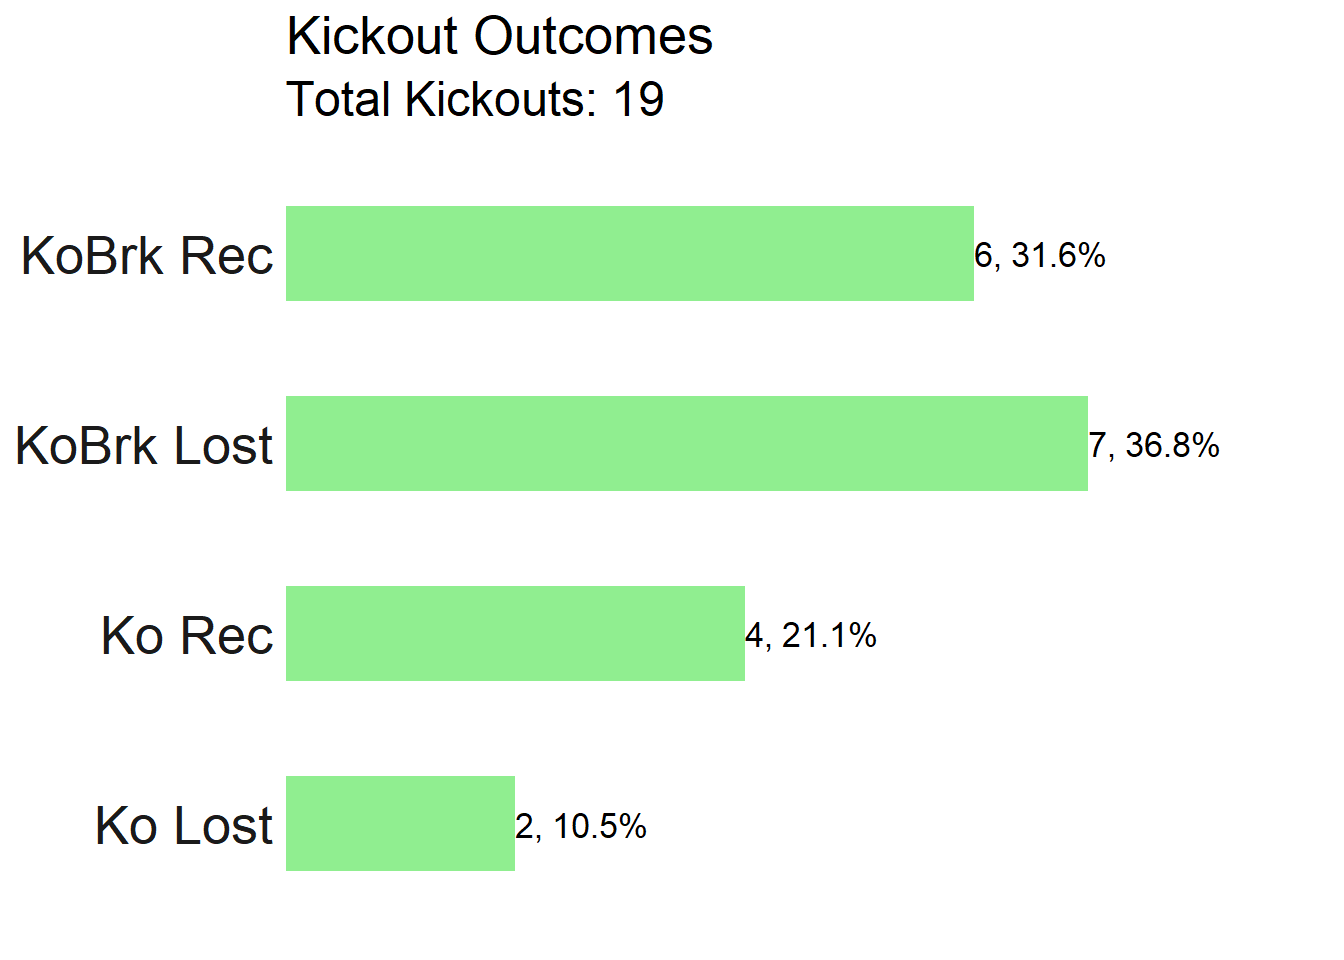 Kickout Outcomes
Total Kickouts: 19
KoBrk Rec 6, 31.6%
KoBrk Lost 7, 36.8%
Ko Rec 4, 21.1%
Ko Lost 2, 10.5%